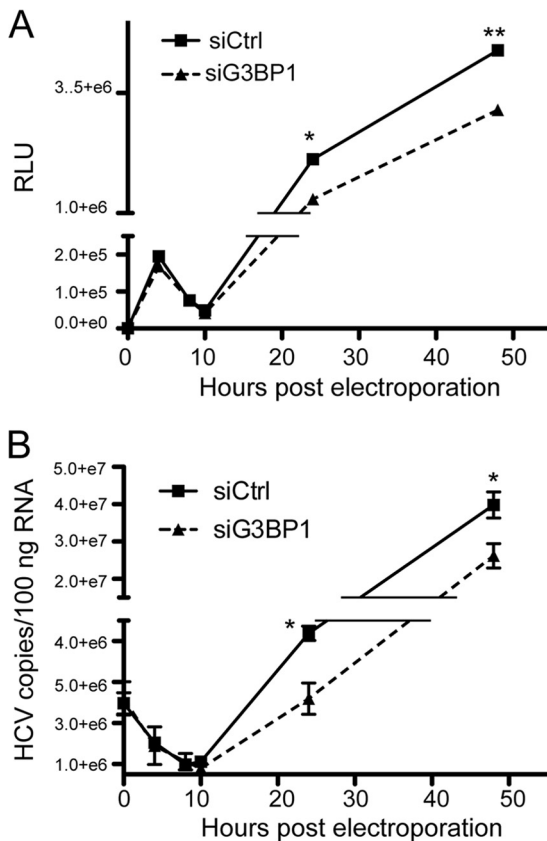 A
siCtrl
siG3BP1
**
*
3..5+e6
1.0+e6
2.0+e5
1.0+e5
0.0+e0
RLU
0 10 20 30 40 50
Hours post electroporation
B
siCtrl
siG3BP1
*
*
5.0+e7
4.0+e7
3.0+e7
2.0+e7
4.0+e6
5.0+e6
3.0+e6
1.0+e6
HCV copies/100 ng RNA
0 10 20 30 40 50
Hours post electroporation